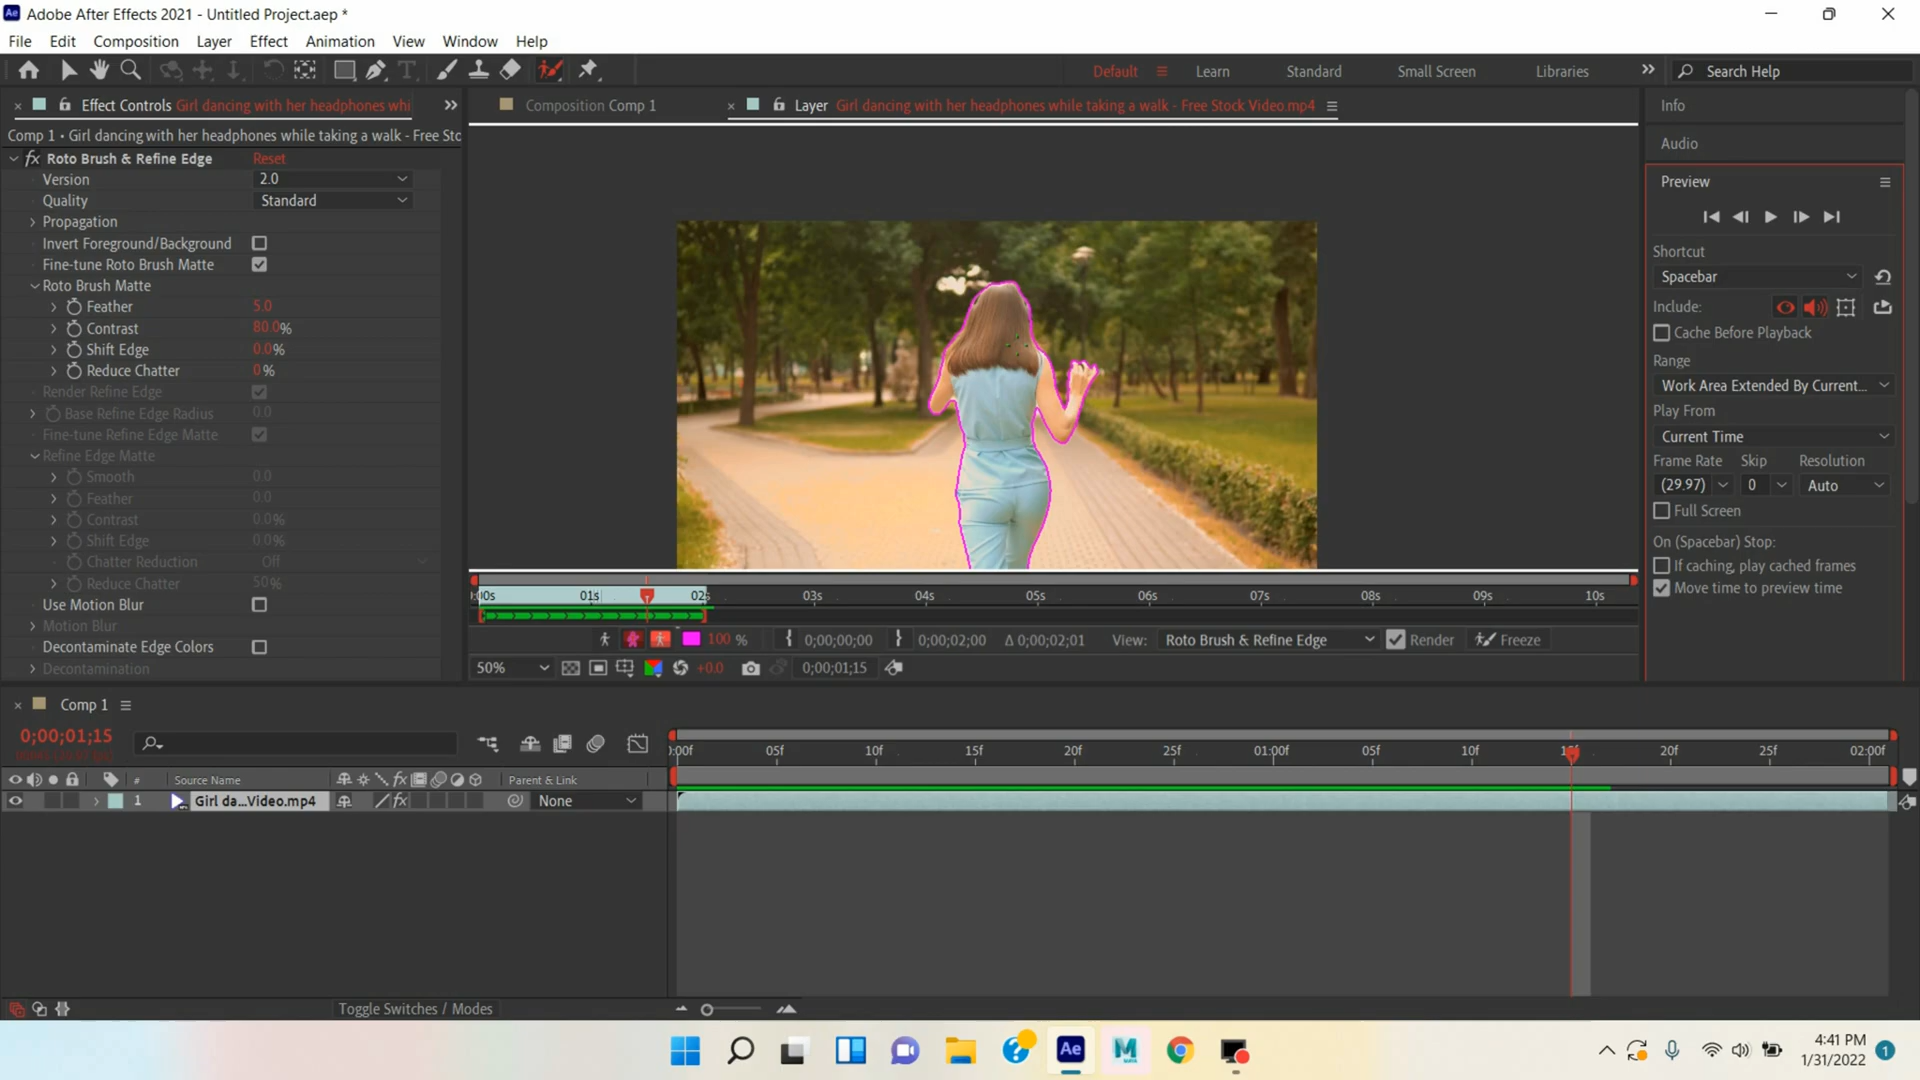 Adobe After Effects 2021 - Untitled Project.aep *
File Edit Composition Layer Effect Animation View Window Help
Default Learn Standard Small Screen Libraries Search Help
Effect Controls Girl dancing with her headphones whi
Composition Comp 1
Layer Girl dancing with her headphones while taking a walk - Free Stock Video.mp4
Comp 1 • Girl dancing with her headphones while taking a walk - Free Sto
fx Roto Brush & Refine Edge Reset
Version 2.0
Quality Standard
Propagation
Invert Foreground/Background
Fine-tune Roto Brush Matte
Roto Brush Matte
Feather 5.0
Contrast 80.0%
Shift Edge 0.0%
Reduce Chatter 0%
Render Refine Edge
Base Refine Edge Radius 0.0
Fine-tune Refine Edge Matte
Refine Edge Matte
Smooth 0.0
Feather 0.0
Contrast 0.0%
Shift Edge 0.0%
Chatter Reduction Off
Reduce Chatter 50%
Use Motion Blur
Motion Blur
Decontaminate Edge Colors
Decontamination
:00s 01s 02s 03s 04s 05s 06s 07s 08s 09s 10s
100 % 0;00;00;00 0;00;02;00 Δ 0;00;02;01 View: Roto Brush & Refine Edge Render Freeze
50% +0.0 0;00;01;15
Info
Audio
Preview
Shortcut
Spacebar
Include:
Cache Before Playback
Range
Work Area Extended By Current...
Play From
Current Time
Frame Rate Skip Resolution
(29.97) 0 Auto
Full Screen
On (Spacebar) Stop:
If caching, play cached frames
Move time to preview time
Comp 1
0;00;01;15
:00f 05f 10f 15f 20f 25f 01:00f 05f 10f 15f 20f 25f 02:00f
# Source Name fx Parent & Link
1 Girl da...Video.mp4 fx None
Toggle Switches / Modes
Ae
M
4:41 PM
1/31/2022
1